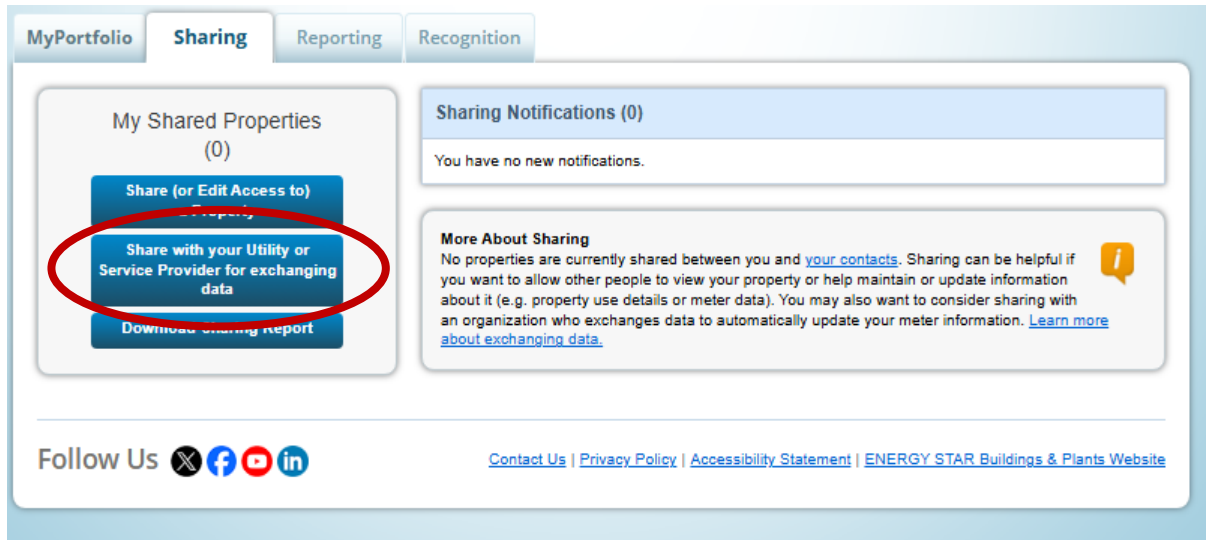 MyPortfolio Sharing Reporting Recognition
My Shared Properties
(0)
Share (or Edit Access to)
Share with your Utility or
Service Provider for exchanging
data
Download Sharing Report
Sharing Notifications (0)
You have no new notifications.
More About Sharing
No properties are currently shared between you and your contacts. Sharing can be helpful if
you want to allow other people to view your property or help maintain or update information
about it (e.g. property use details or meter data). You may also want to consider sharing with
an organization who exchanges data to automatically update your meter information. Learn more
about exchanging data.
Follow Us
Contact Us | Privacy Policy | Accessibility Statement | ENERGY STAR Buildings & Plants Website